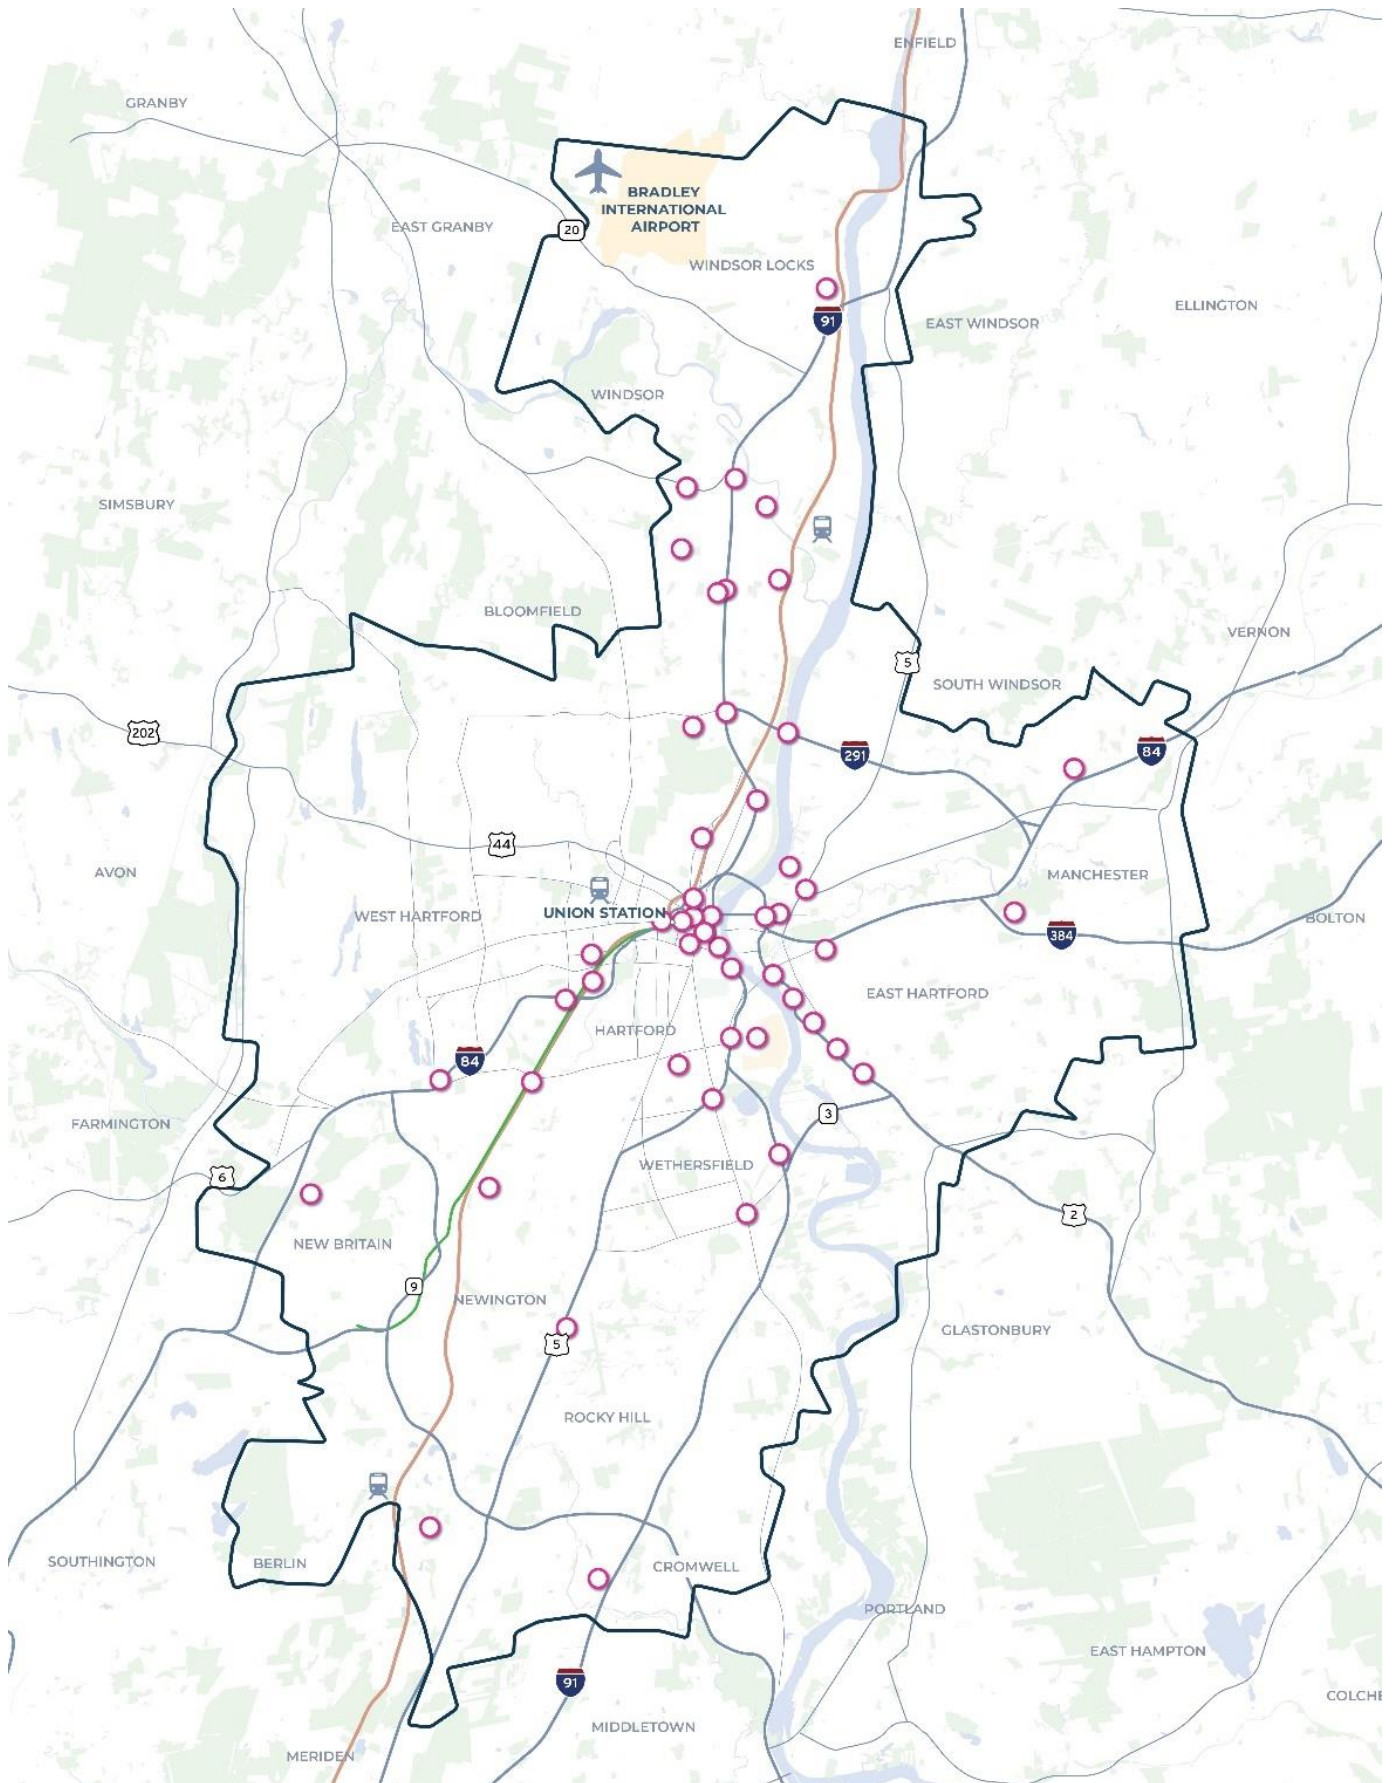 ENFIELD
GRANBY
BRADLEY
INTERNATIONAL
AIRPORT
EAST GRANBY
20
WINDSOR LOCKS
ELLINGTON
91
EAST WINDSOR
WINDSOR
SIMSBURY
BLOOMFIELD
VERNON
5
SOUTH WINDSOR
202
291
84
44
AVON
MANCHESTER
WEST HARTFORD
UNION STATION
BOLTON
384
EAST HARTFORD
HARTFORD
84
FARMINGTON
3
WETHERSFIELD
6
2
NEW BRITAIN
9
NEWINGTON
GLASTONBURY
5
ROCKY HILL
SOUTHINGTON
BERLIN
CROMWELL
PORTLAND
EAST HAMPTON
91
COLCHE
MIDDLETOWN
MERIDEN